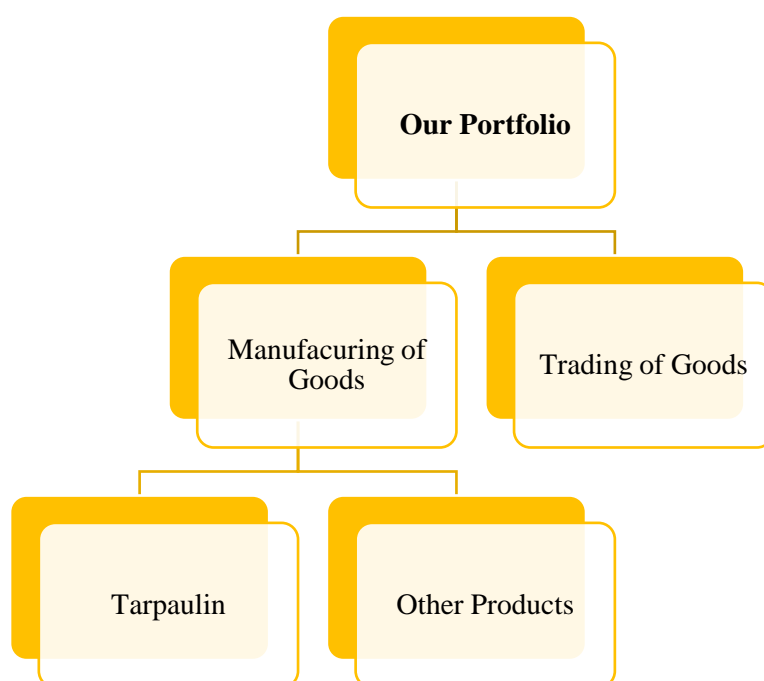 Our Portfolio
Manufacuring of
Goods
Trading of Goods
Tarpaulin
Other Products